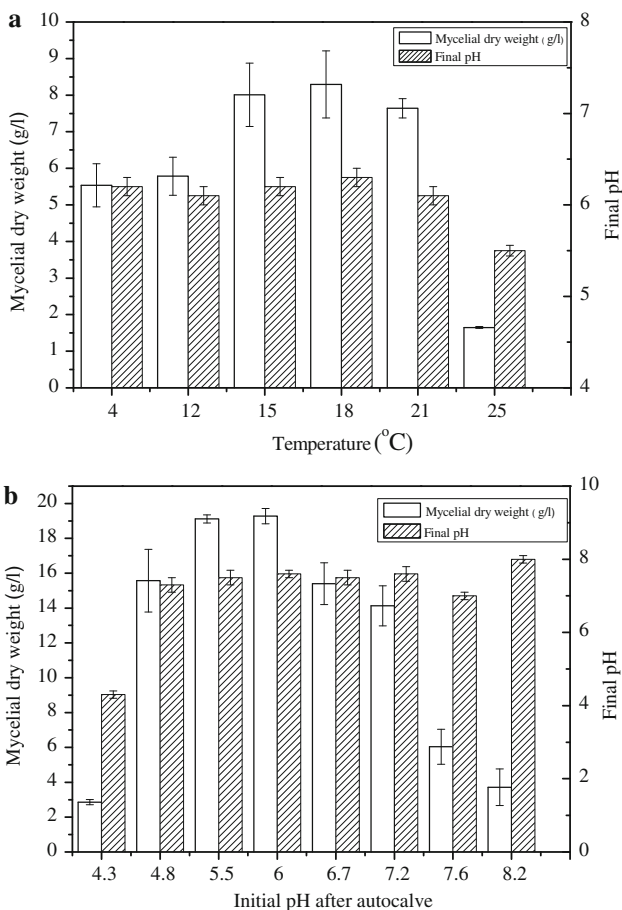 a
10
9
8
7
6
5
4
3
2
1
0
Mycelial dry weight (g/l)
Mycelial dry weight (g/l)
Final pH
8
7
6
5
4
Final pH
4 12 15 18 21 25
Temperature (°C)
b
20
18
16
14
12
10
8
6
4
2
0
Mycelial dry weight (g/l)
Mycelial dry weight (g/l)
Final pH
10
8
6
4
2
0
Final pH
4.3 4.8 5.5 6 6.7 7.2 7.6 8.2
Initial pH after autocalve